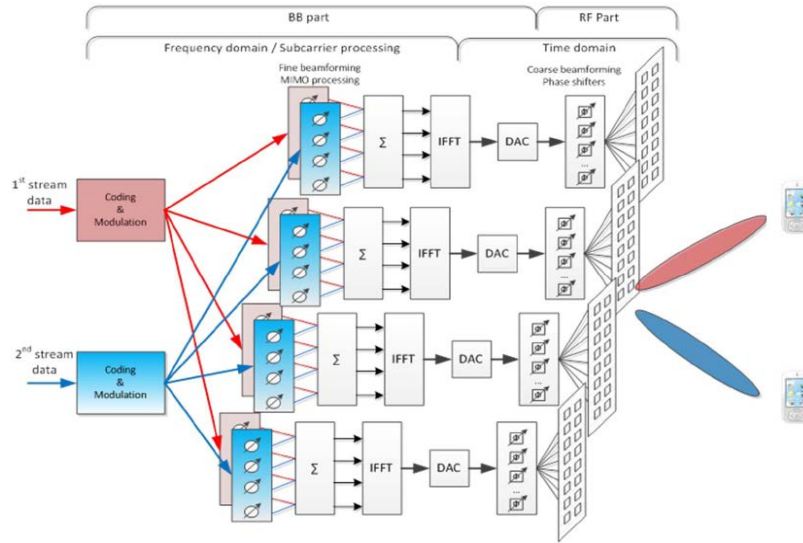 BB part
RF Part
Frequency domain / Subcarrier processing
Time domain
Fine beamforming
MIMO processing
Coarse beamforming
Phase shifters
Σ
IFFT
DAC
Φ
Φ
Φ
...
Φ
1st stream
data
Coding
&
Modulation
Σ
IFFT
DAC
Φ
Φ
Φ
...
Φ
2nd stream
data
Coding
&
Modulation
Σ
IFFT
DAC
Φ
Φ
Φ
...
Φ
Σ
IFFT
DAC
Φ
Φ
Φ
...
Φ